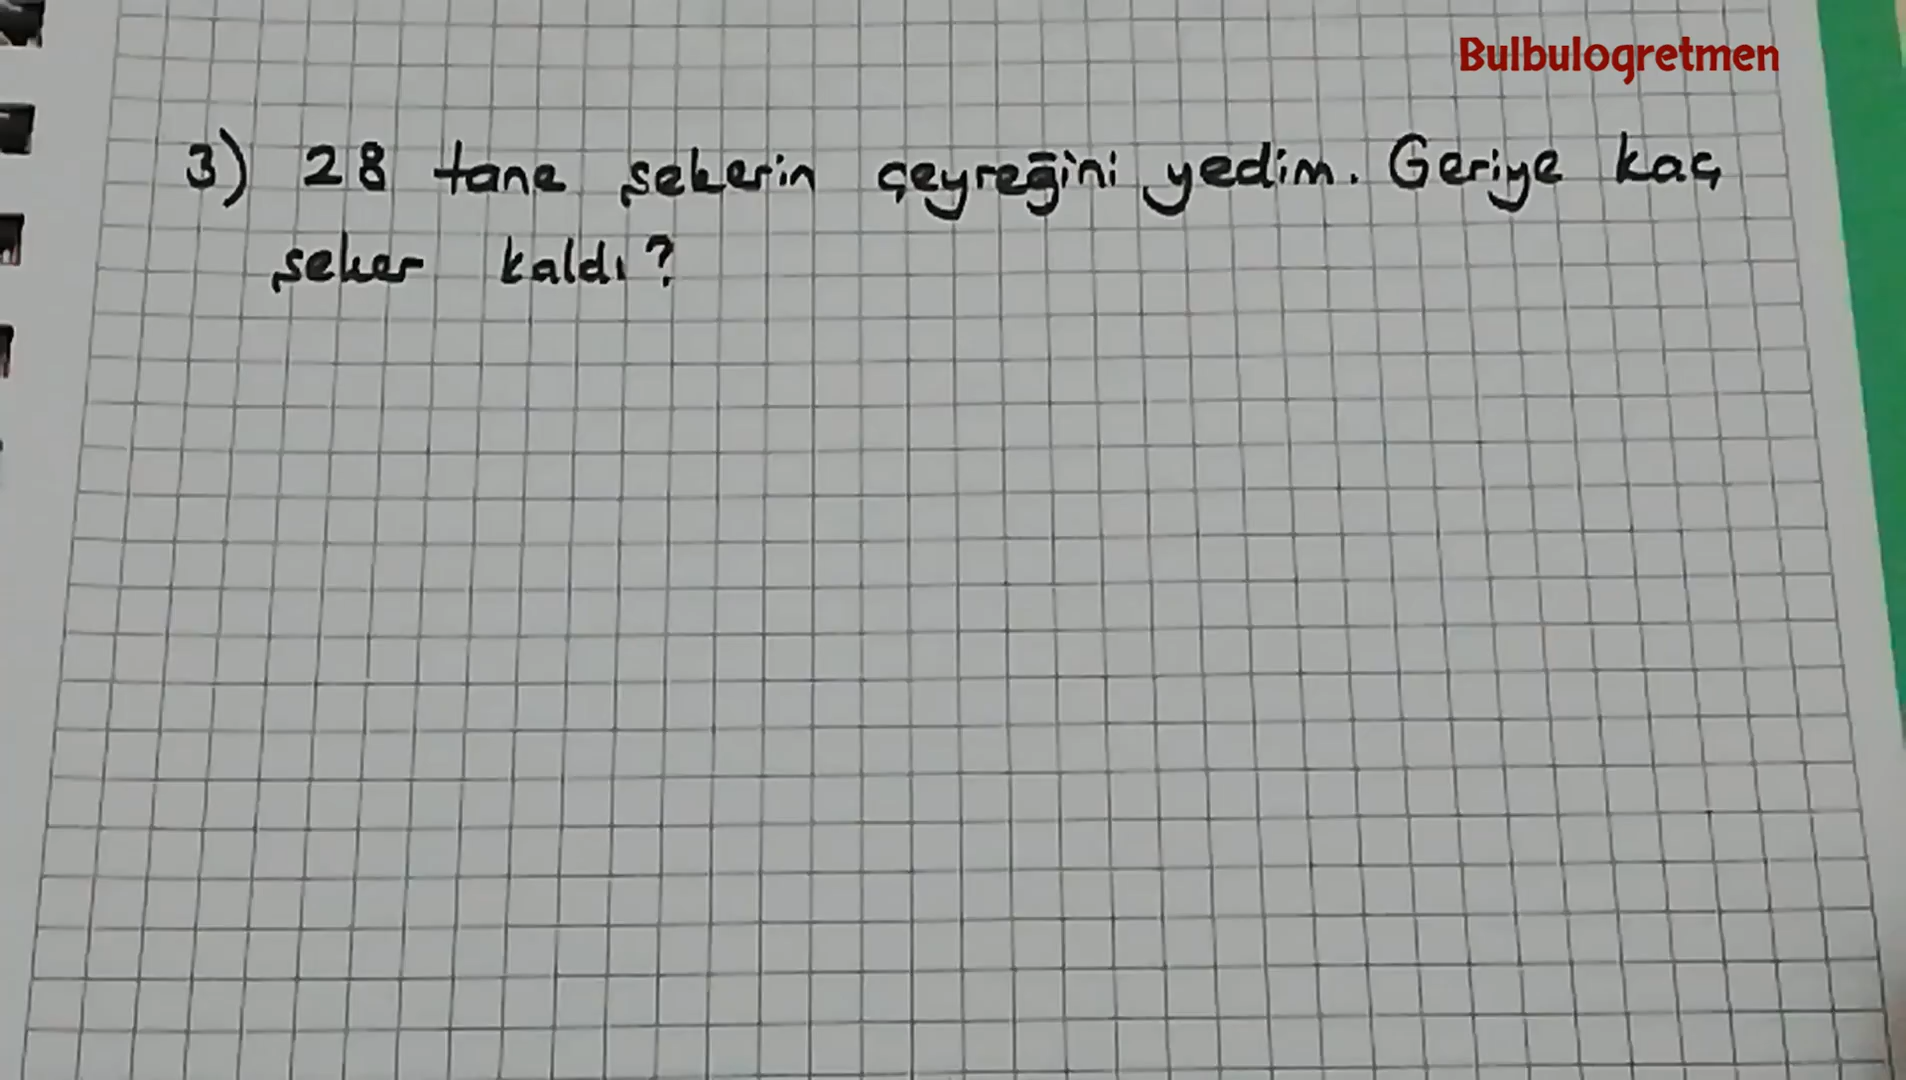 Bulbulogretmen
3) 28 tane şekerin çeyreğini yedim. Geriye kaç
şeker kaldı?